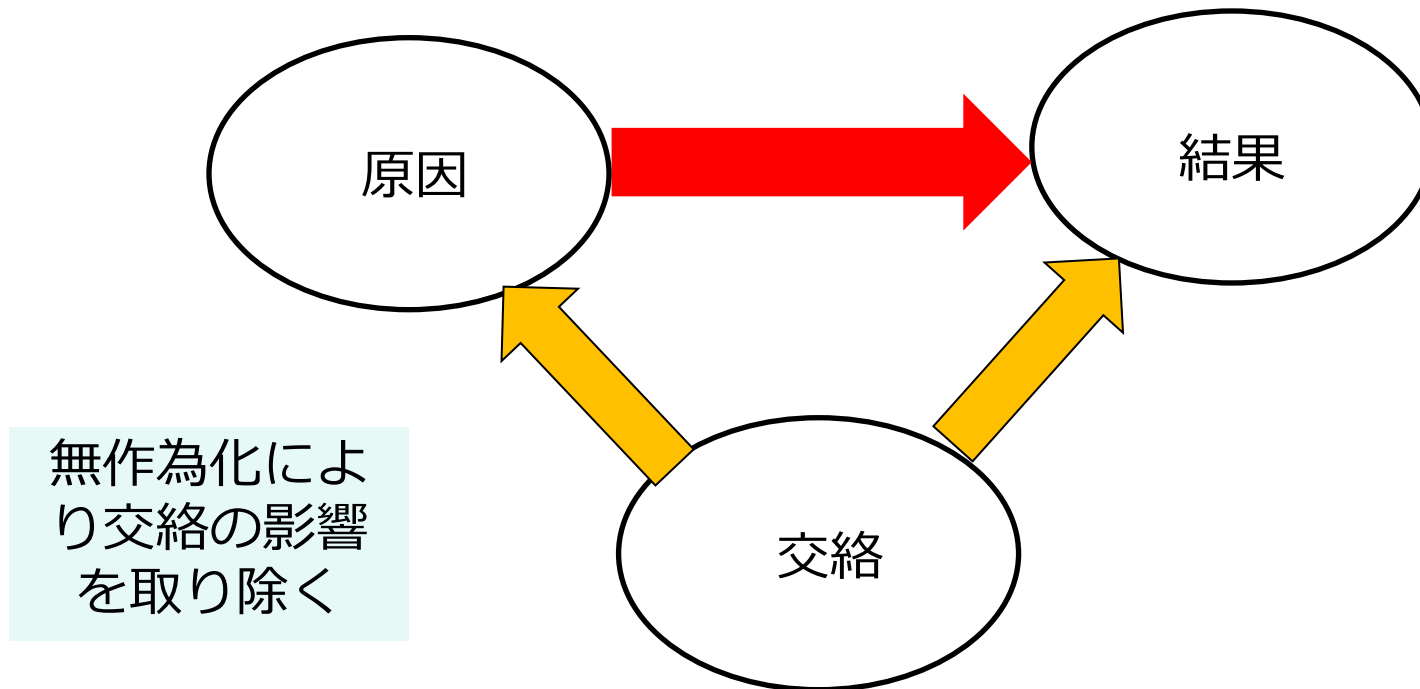 原因
結果
無作為化によ
り交絡の影響
を取り除く
交絡